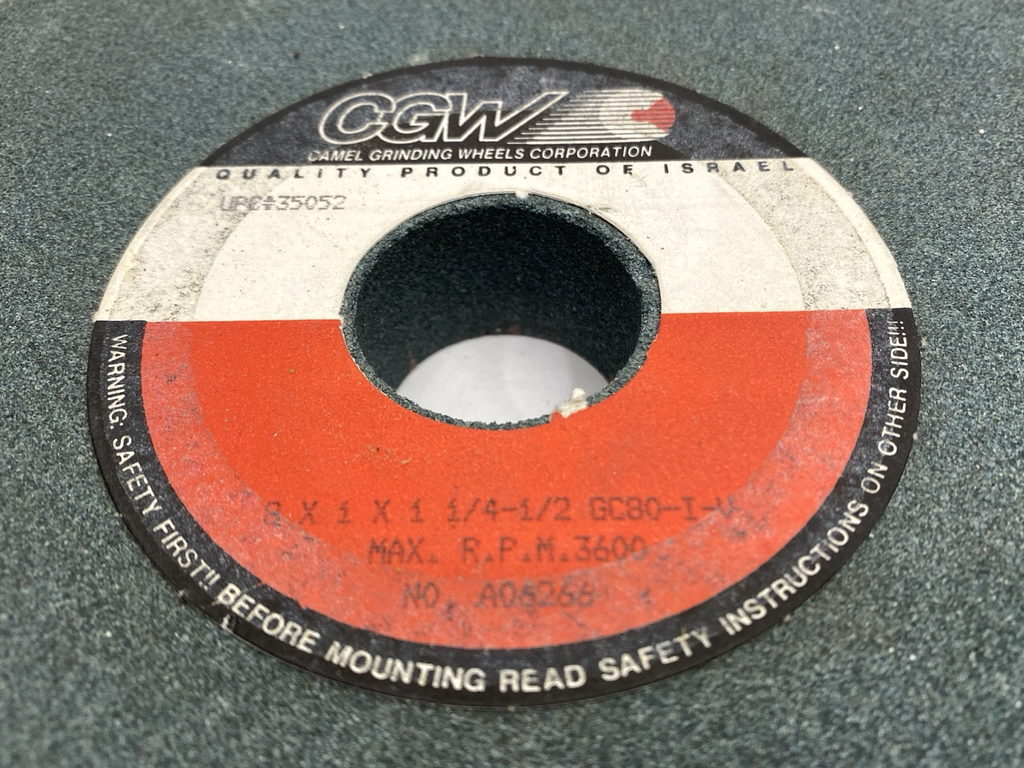 CGW
CAMEL GRINDING WHEELS CORPORATION
QUALITY PRODUCT OF ISRAEL
UPC#35052
8 X 1 X 1 1/4-1/2 GC80-I-V
MAX. R.P.M.3600
NO. A06266
WARNING: SAFETY FIRST!! BEFORE MOUNTING READ SAFETY INSTRUCTIONS ON OTHER SIDE!!!